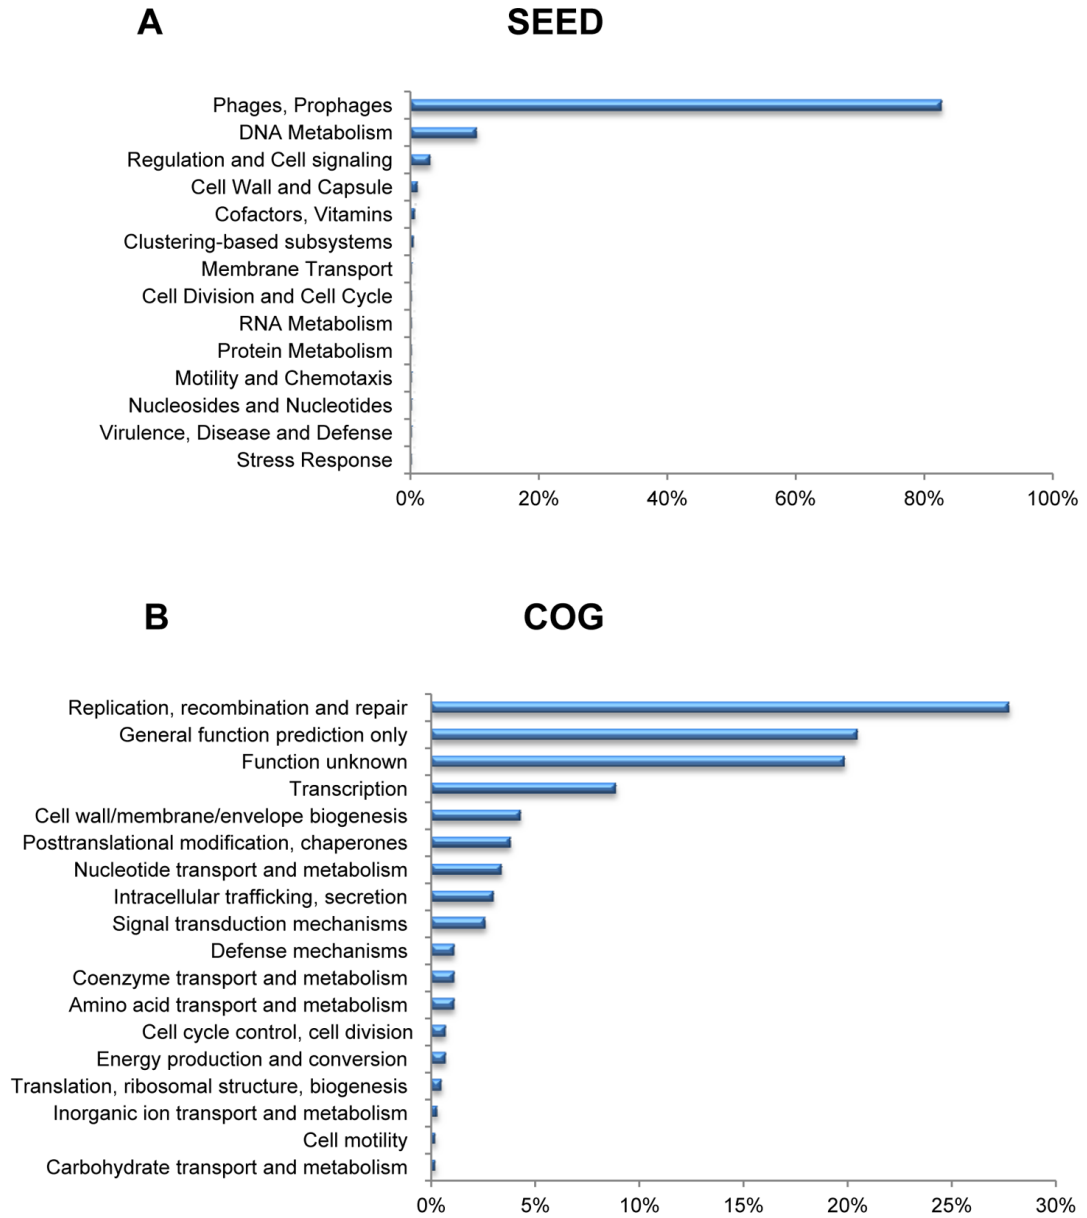 A
SEED
Phages, Prophages
DNA Metabolism
Regulation and Cell signaling
Cell Wall and Capsule
Cofactors, Vitamins
Clustering-based subsystems
Membrane Transport
Cell Division and Cell Cycle
RNA Metabolism
Protein Metabolism
Motility and Chemotaxis
Nucleosides and Nucleotides
Virulence, Disease and Defense
Stress Response
0% 20% 40% 60% 80% 100%
B
COG
Replication, recombination and repair
General function prediction only
Function unknown
Transcription
Cell wall/membrane/envelope biogenesis
Posttranslational modification, chaperones
Nucleotide transport and metabolism
Intracellular trafficking, secretion
Signal transduction mechanisms
Defense mechanisms
Coenzyme transport and metabolism
Amino acid transport and metabolism
Cell cycle control, cell division
Energy production and conversion
Translation, ribosomal structure, biogenesis
Inorganic ion transport and metabolism
Cell motility
Carbohydrate transport and metabolism
0% 5% 10% 15% 20% 25% 30%